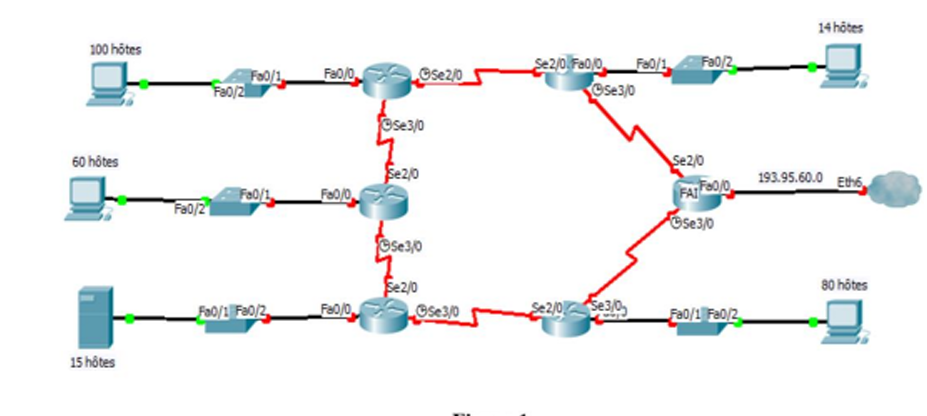 14 hôtes
100 hôtes
Fa0/1 Fa0/0 Se2/0 Se2/0 Fa0/0 Fa0/1 Fa0/2
Fa0/2 Se3/0
Se3/0
60 hôtes Se2/0
Se2/0 193.95.60.0 Eth6
Fa0/1 Fa0/0 FAI Fa0/0
Fa0/2
Se3/0
Se3/0
Se2/0 80 hôtes
Fa0/1 Fa0/2 Fa0/0 Se3/0 Se2/0 Se3/0 Fa0/1 Fa0/2
15 hôtes